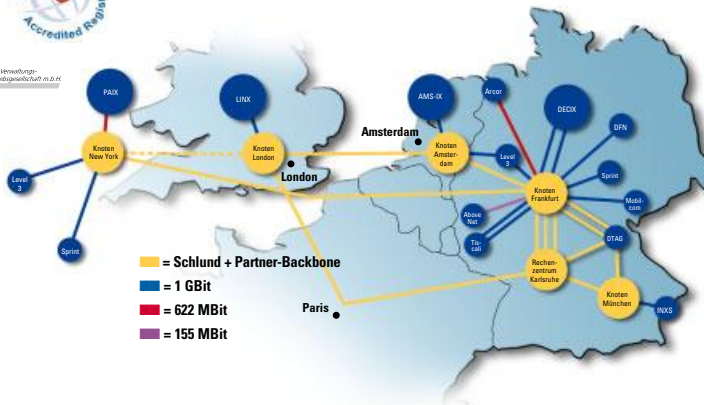 Accredited Regis
Verwaltungs-
ebsgesellschaft m.b.H.
PAIX
LINX
AMS-IX
Arcor
DECIX
DFN
Amsterdam
Knoten
New York
Knoten
London
London
Knoten
Amster-
dam
Level
3
Level
3
Sprint
Knoten
Frankfurt
Mobil-
com
Above
Net
Sprint
Tis-
cali
DTAG
= Schlund + Partner-Backbone
Rechen-
zentrum
Karlsruhe
= 1 GBit
Knoten
München
INXS
= 622 MBit
Paris
= 155 MBit